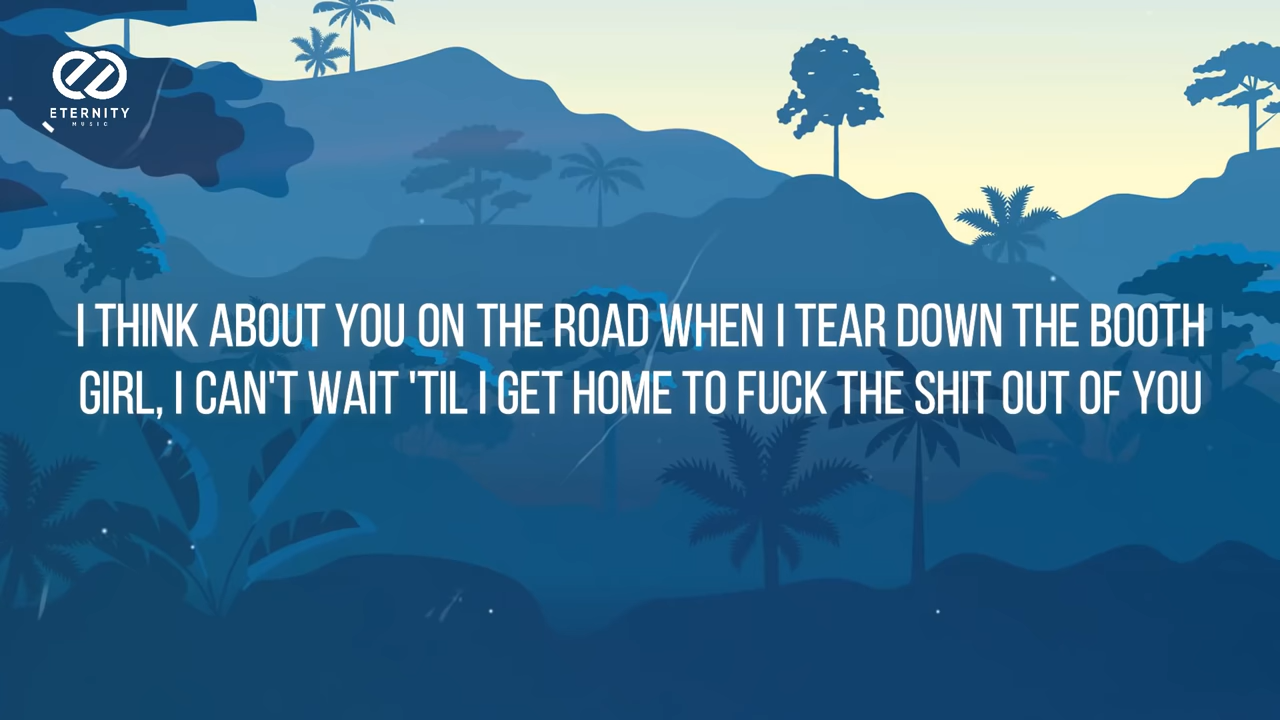 ETERNITY
MUSIC
I THINK ABOUT YOU ON THE ROAD WHEN I TEAR DOWN THE BOOTH
GIRL, I CAN'T WAIT 'TIL I GET HOME TO FUCK THE SHIT OUT OF YOU